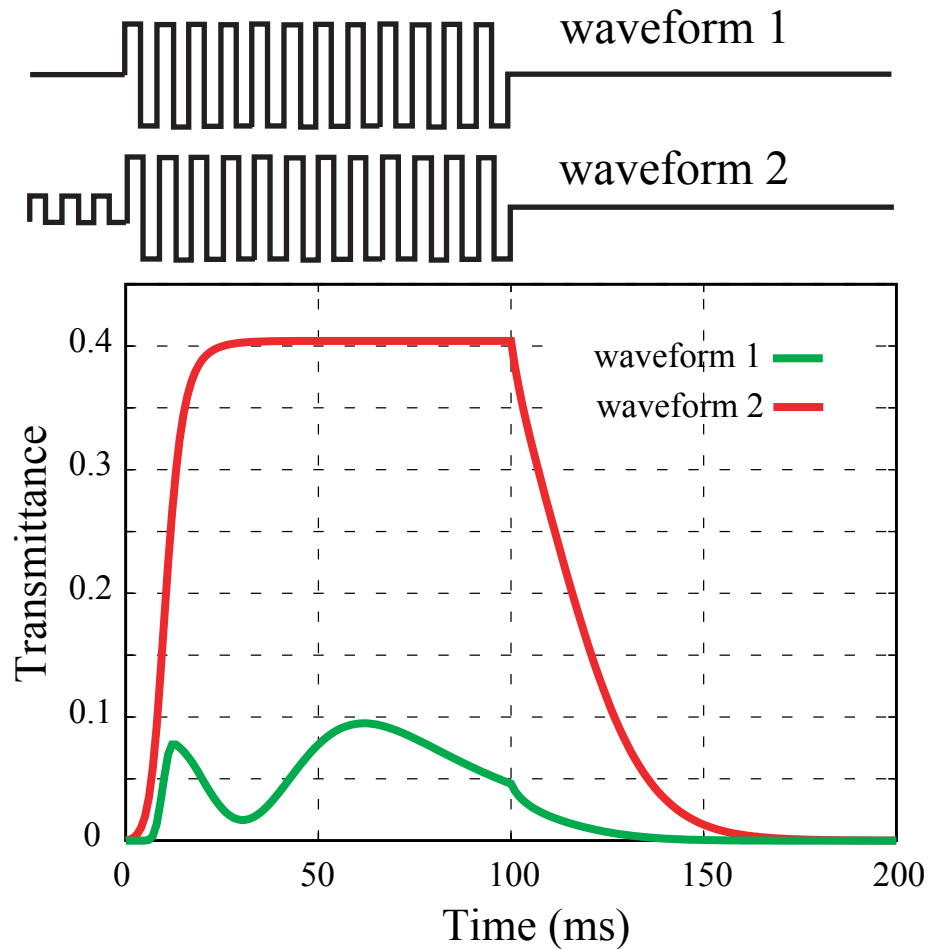 waveform 1
waveform 2
0.4
0.3
0.2
0.1
0
Transmittance
waveform 1
waveform 2
0 50 100 150 200
Time (ms)